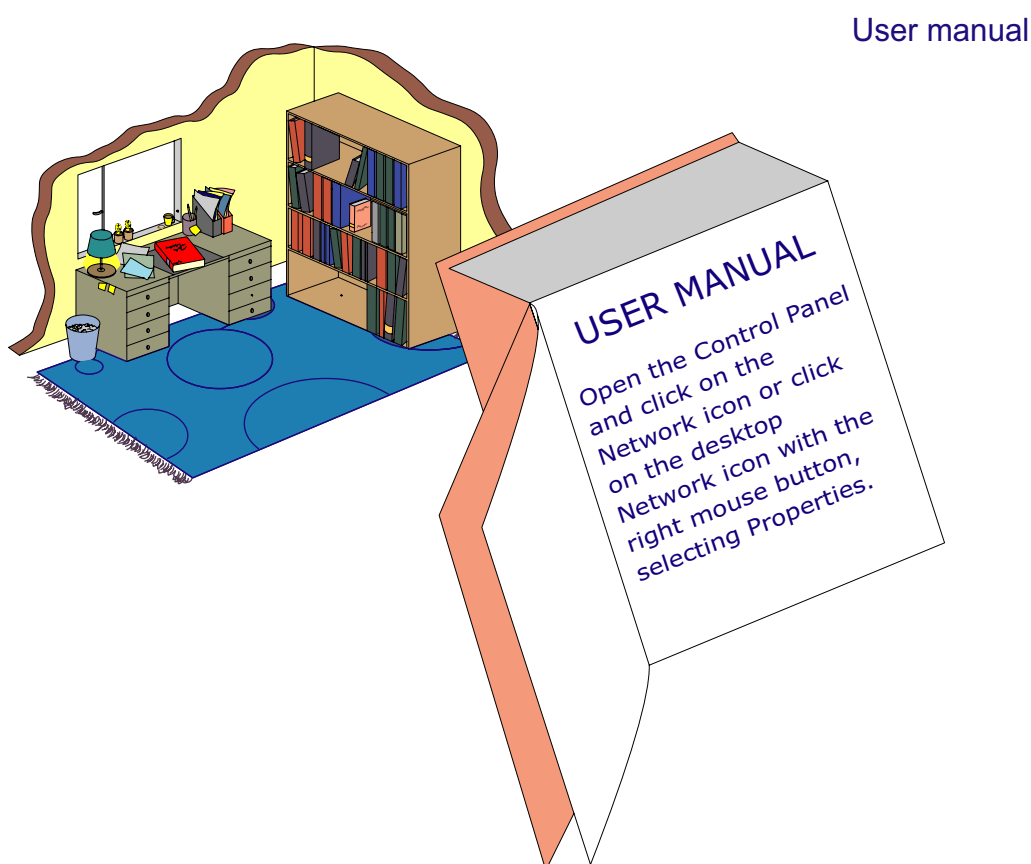 User manual
USER MANUAL
Open the Control Panel
and click on the
Network icon or click
on the desktop
Network icon with the
right mouse button,
selecting Properties.